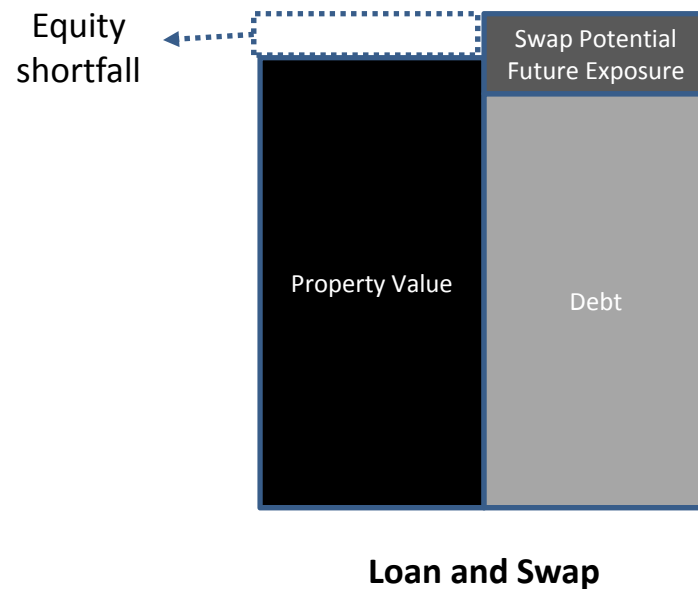 Equity
shortfall
Swap Potential
Future Exposure
Property Value
Debt
Loan and Swap